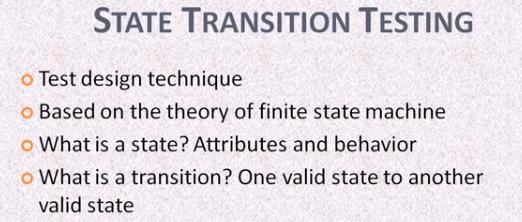 STATE TRANSITION TESTING
Test design technique
Based on the theory of finite state machine
What is a state? Attributes and behavior
What is a transition? One valid state to another
valid state